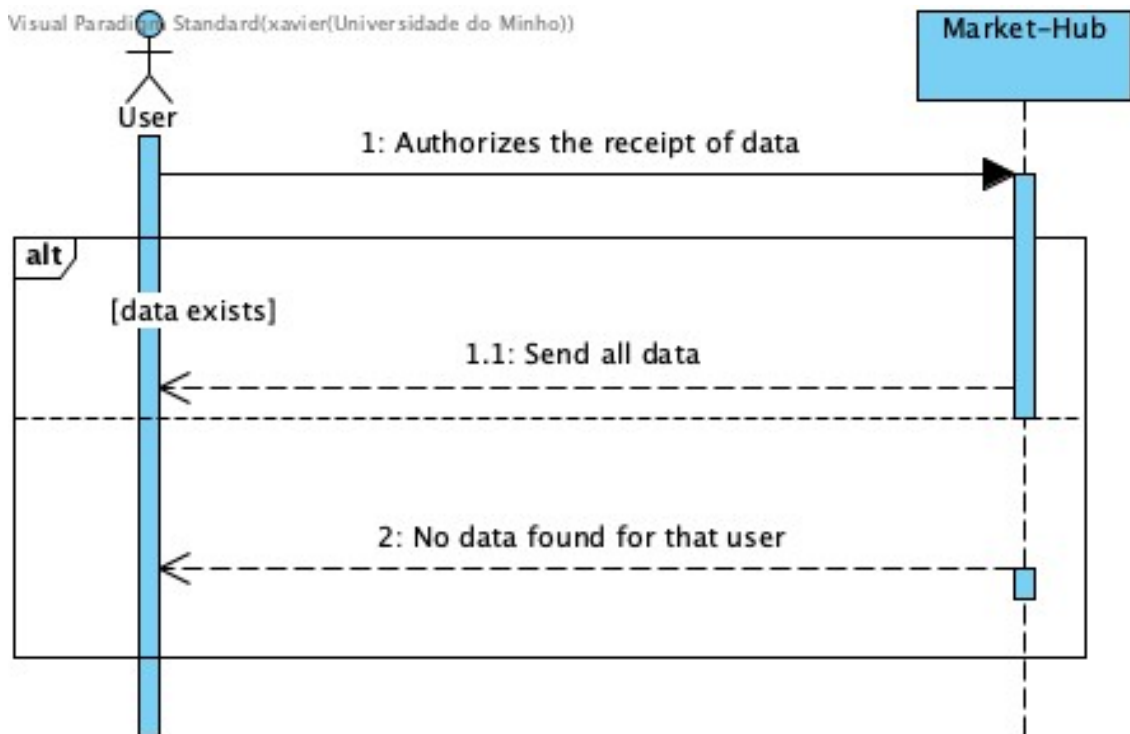 Visual Paradigm Standard(xavier(Universidade do Minho))
Market-Hub
User
1: Authorizes the receipt of data
alt
[data exists]
1.1: Send all data
2: No data found for that user